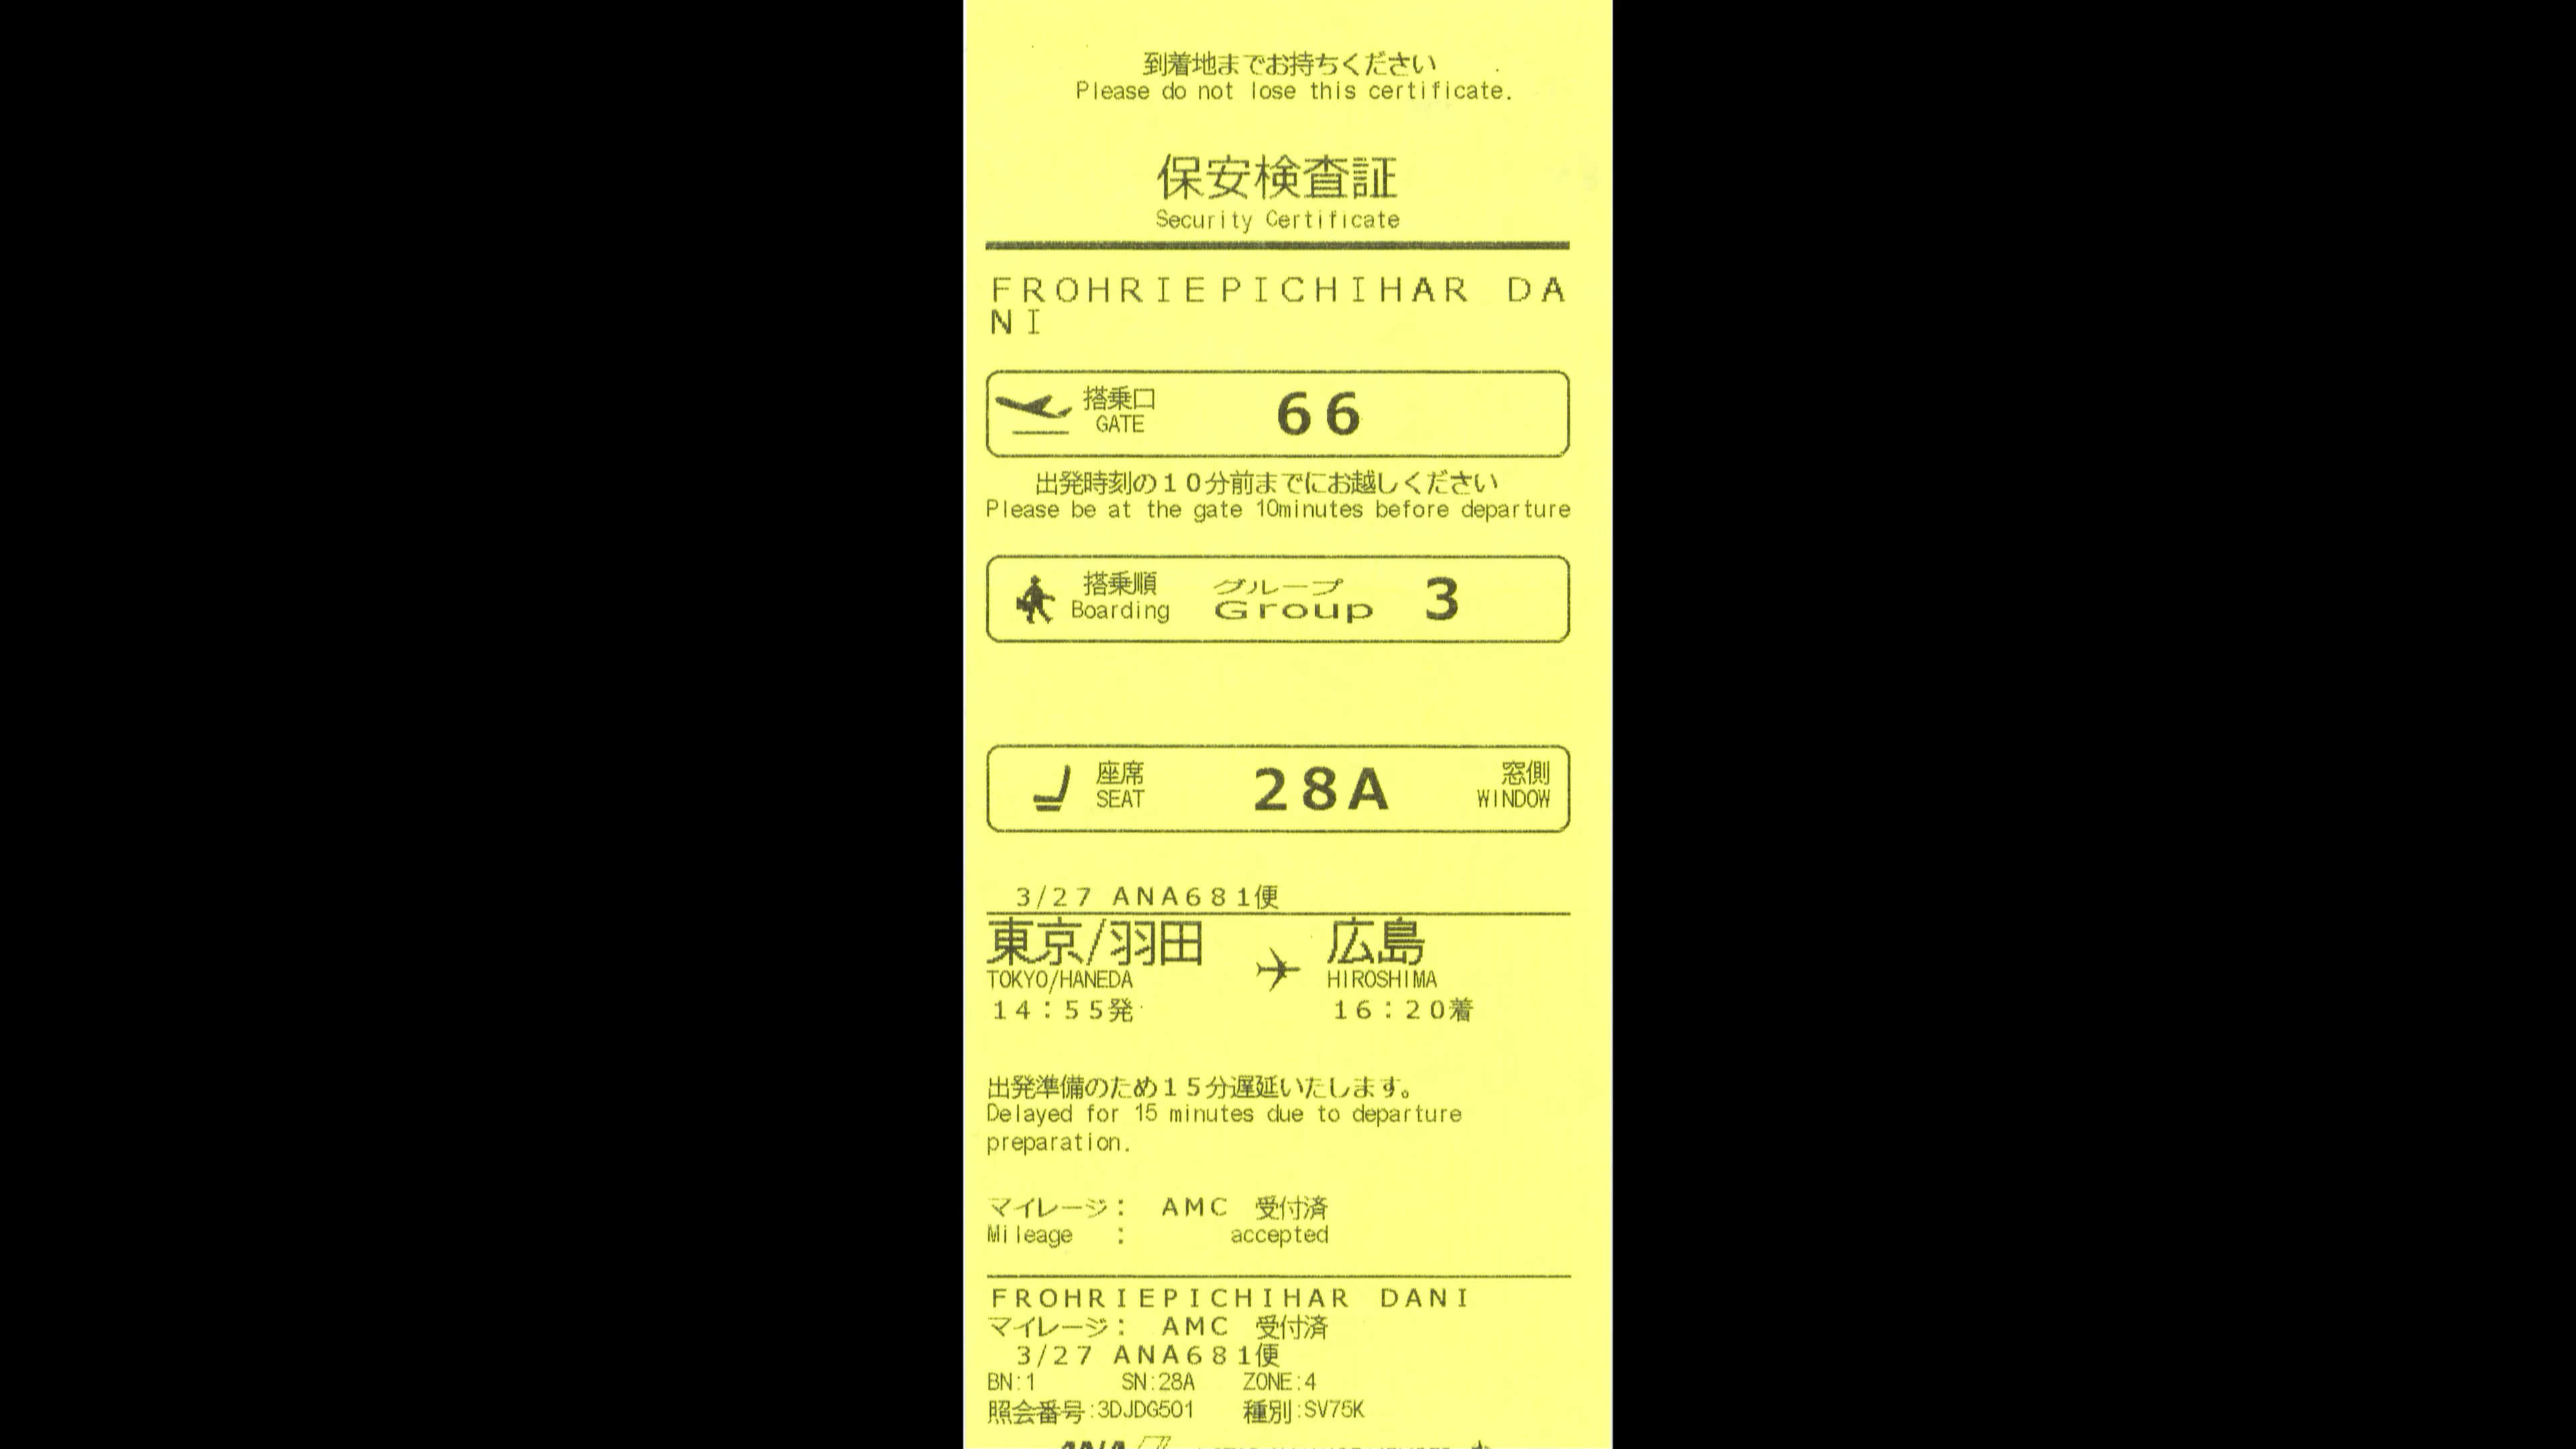 到着地までお持ちください
Please do not lose this certificate.
保安検査証
Security Certificate
FROHRIEPICHIHAR DA
NI
搭乗口
GATE
66
出発時刻の10分前までにお越しください
Please be at the gate 10minutes before departure
搭乗順
Boarding
グループ
Group
3
座席
SEAT
28A
窓側
WINDOW
3/27 ANA681便
東京/羽田 広島
TOKYO/HANEDA HIROSHIMA
14:55発 16:20着
出発準備のため15分遅延いたします。
Delayed for 15 minutes due to departure
preparation.
マイレージ: AMC 受付済
Mileage : accepted
FROHRIEPICHIHAR DANI
マイレージ: AMC 受付済
3/27 ANA681便
BN:1 SN:28A ZONE:4
照会番号:3DJDG501 種別:SV75K
ANA